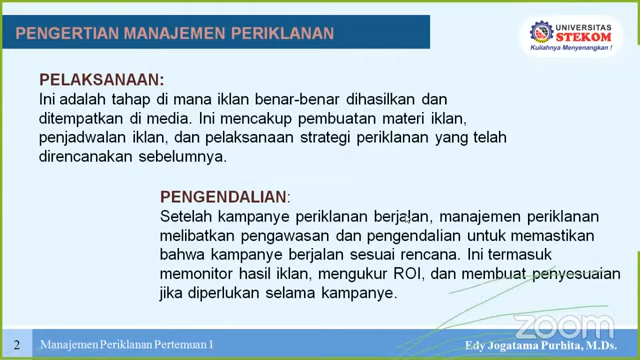 PENGERTIAN MANAJEMEN PERIKLANAN
UNIVERSITAS
STEKOM
Kuliahnya Menyenangkan !
PELAKSANAAN:
Ini adalah tahap di mana iklan benar-benar dihasilkan dan
ditempatkan di media. Ini mencakup pembuatan materi iklan,
penjadwalan iklan, dan pelaksanaan strategi periklanan yang telah
direncanakan sebelumnya.
PENGENDALIAN:
Setelah kampanye periklanan berjalan, manajemen periklanan
melibatkan pengawasan dan pengendalian untuk memastikan
bahwa kampanye berjalan sesuai rencana. Ini termasuk
memonitor hasil iklan, mengukur ROI, dan membuat penyesuaian
jika diperlukan selama kampanye.
zoom
2 Manajemen Periklanan Pertemuan 1
Edy Jogatama Purhita, M.Ds.